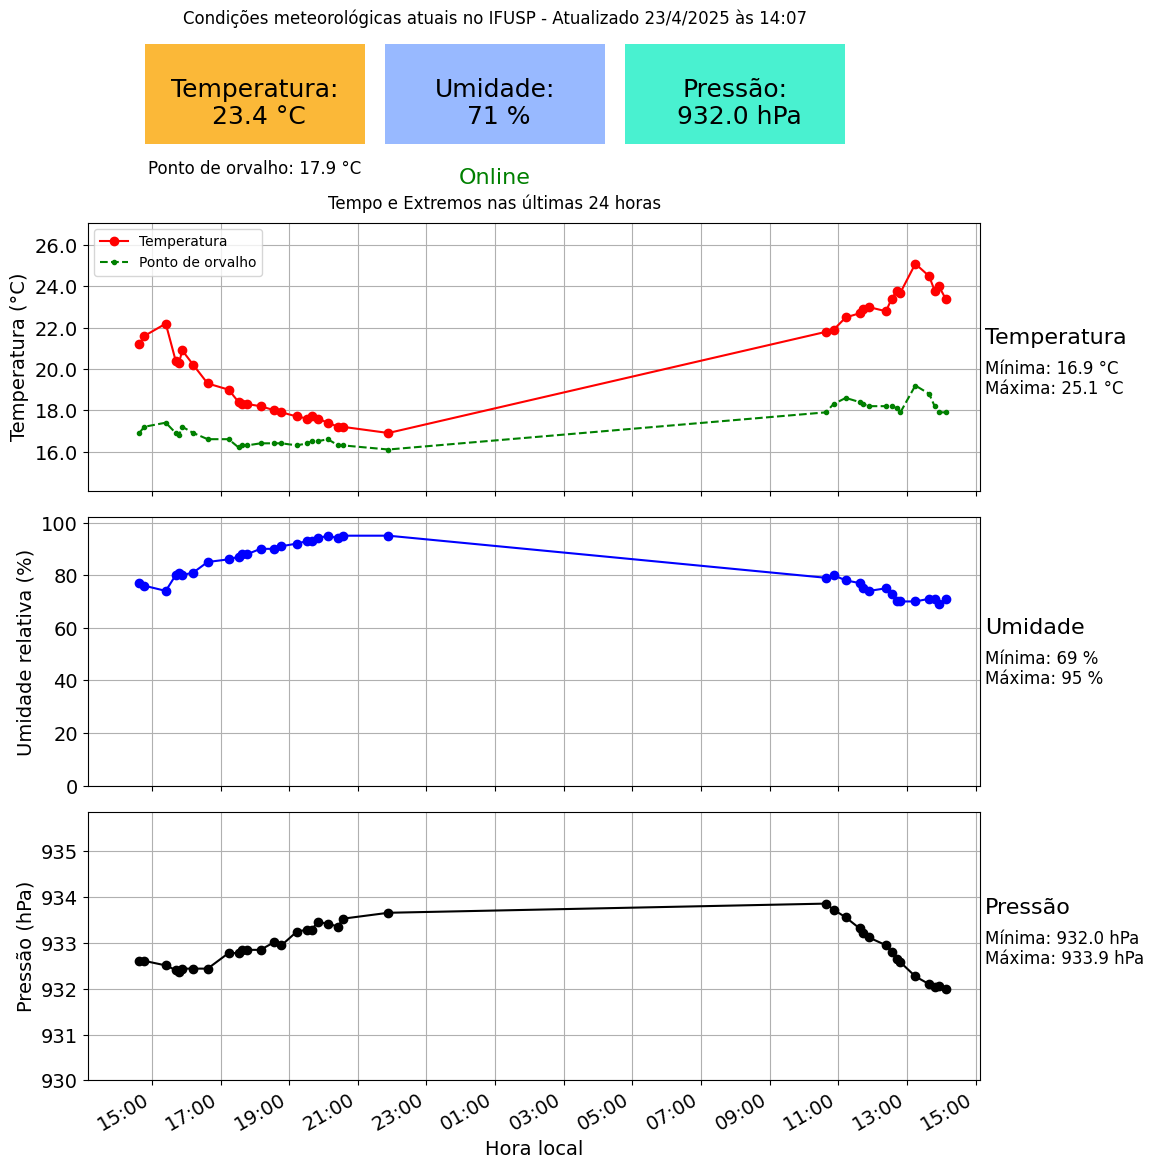 Condições meteorológicas atuais no IFUSP - Atualizado 23/4/2025 às 14:07
Temperatura:
23.4 °C
Umidade:
71 %
Pressão:
932.0 hPa
Ponto de orvalho: 17.9 °C
Online
Tempo e Extremos nas últimas 24 horas
Temperatura (°C)
26.0
24.0
22.0
20.0
18.0
16.0
Temperatura
Ponto de orvalho
Temperatura
Mínima: 16.9 °C
Máxima: 25.1 °C
Umidade relativa (%)
100
80
60
40
20
0
Umidade
Mínima: 69 %
Máxima: 95 %
Pressão (hPa)
935
934
933
932
931
930
Pressão
Mínima: 932.0 hPa
Máxima: 933.9 hPa
15:00 17:00 19:00 21:00 23:00 01:00 03:00 05:00 07:00 09:00 11:00 13:00 15:00
Hora local